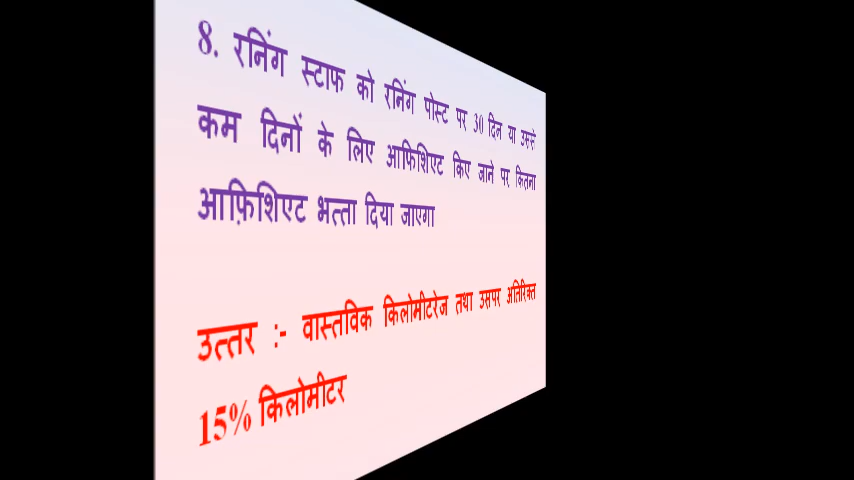 8. रनिंग स्टाफ को रनिंग पोस्ट पर 30 दिन या उससे
कम दिनों के लिए आफिशिएट किए जाने पर कितना
आफ़िशिएट भत्ता दिया जाएगा
उत्तर :- वास्तविक किलोमीटरेज तथा उसपर अतिरिक्त
15% किलोमीटर